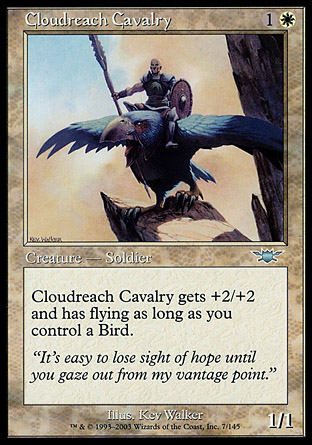 Cloudreach Cavalry 1
Kev Walker
Creature — Soldier
Cloudreach Cavalry gets +2/+2
and has flying as long as you
control a Bird.
“It’s easy to lose sight of hope until
you gaze out from my vantage point.”
Illus. Kev Walker
™ & © 1993–2003 Wizards of the Coast, Inc. 7/145
1/1